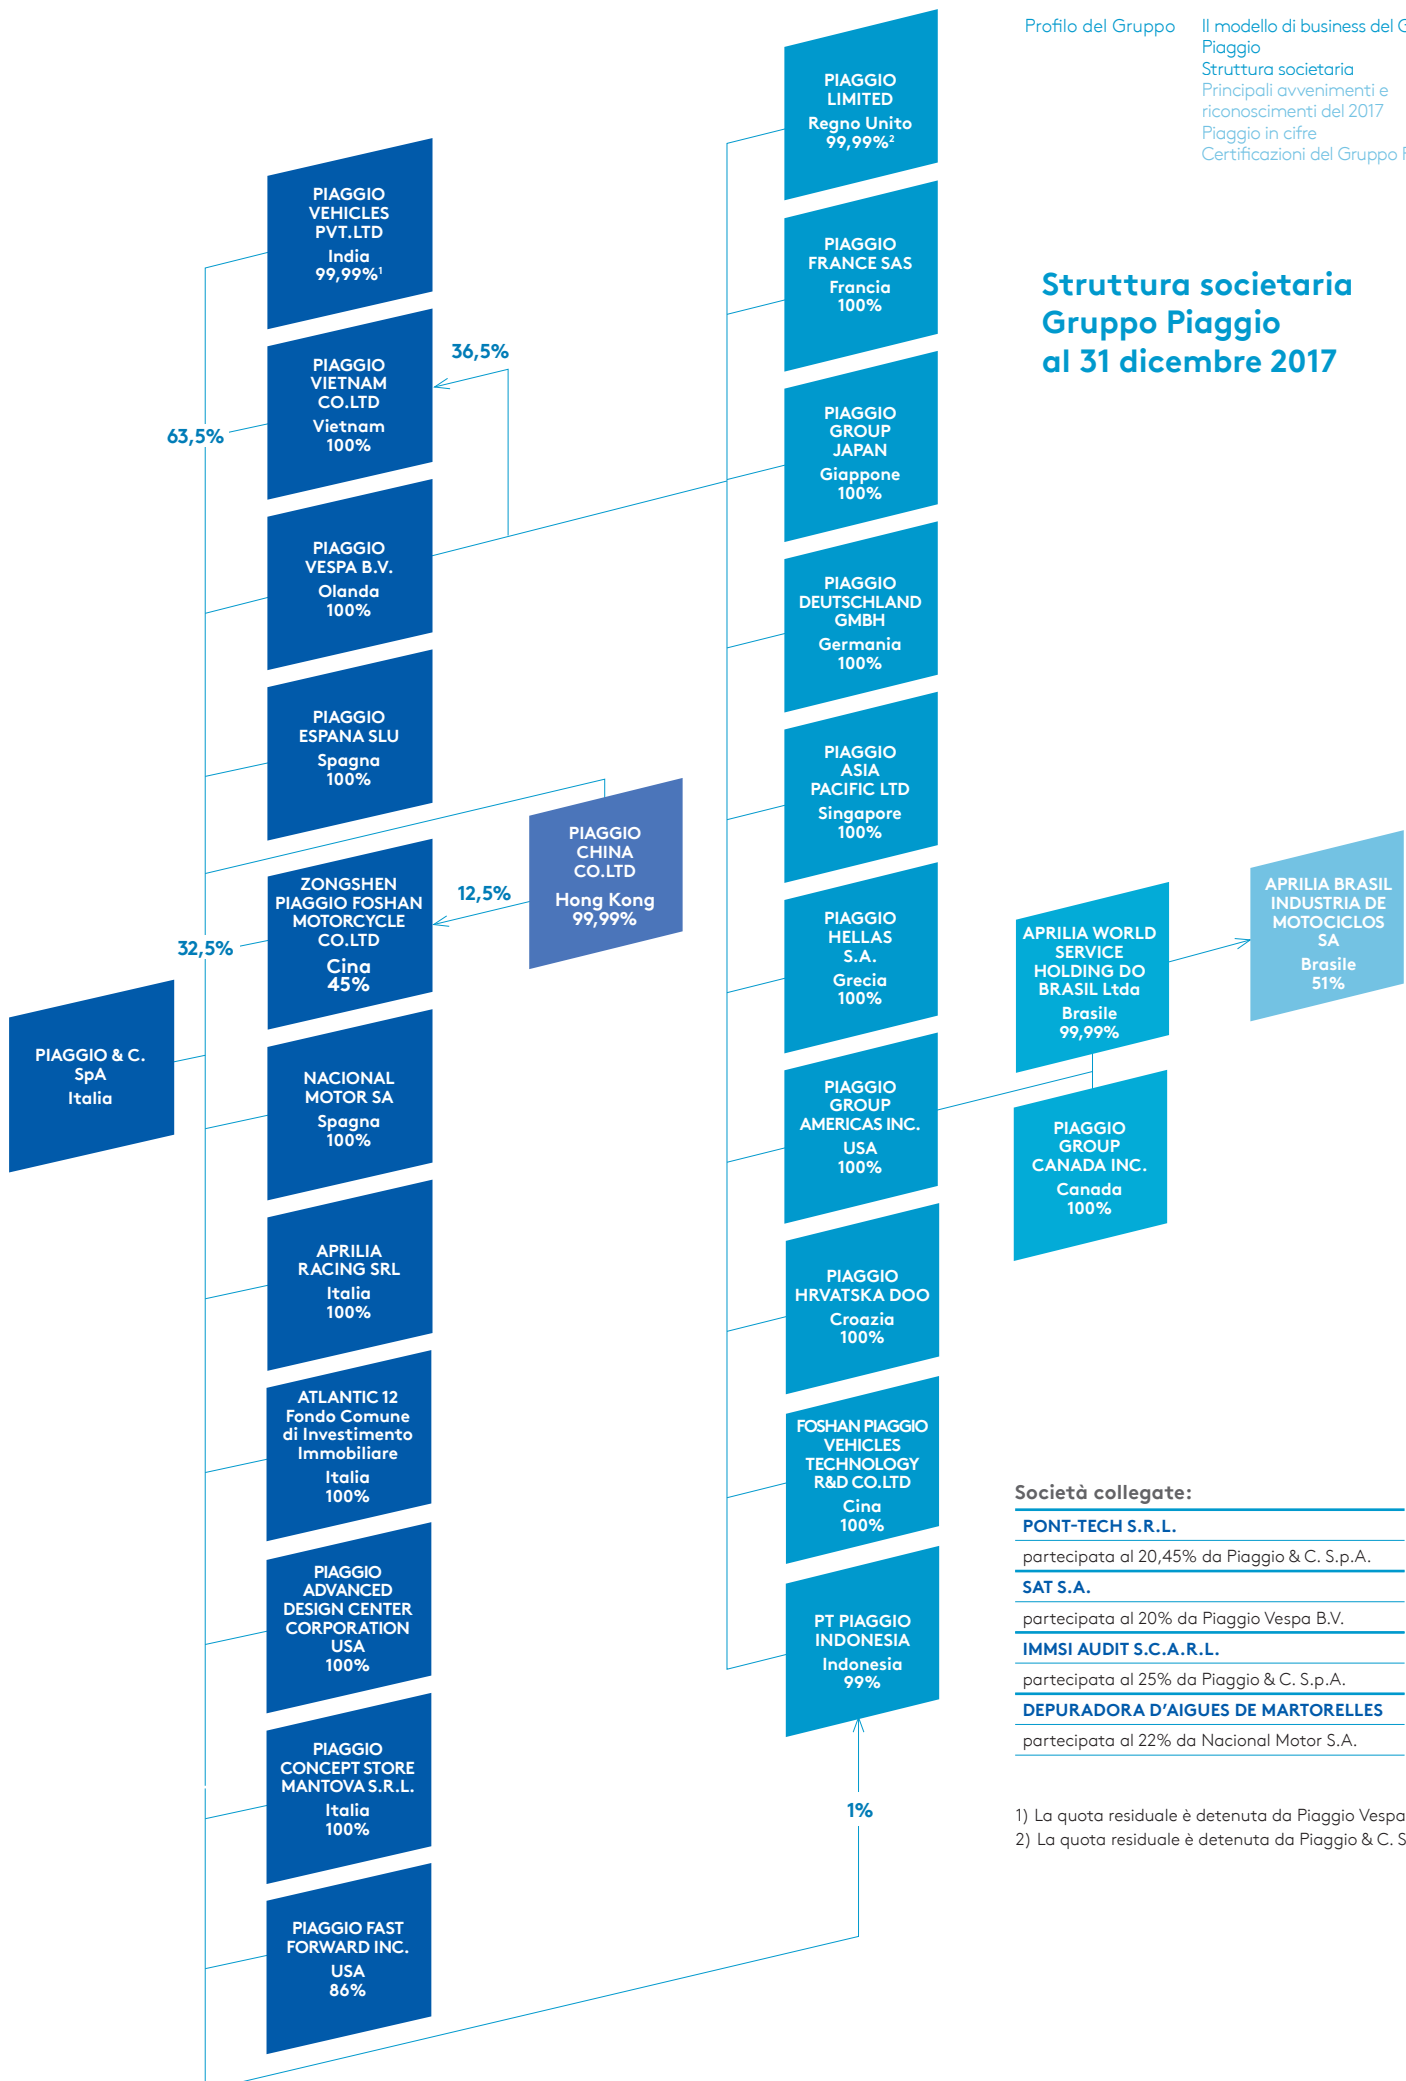 Profilo del Gruppo
Il modello di business del G
Piaggio
Struttura societaria
Principali avvenimenti e
riconoscimenti del 2017
Piaggio in cifre
Certificazioni del Gruppo
Struttura societaria
Gruppo Piaggio
al 31 dicembre 2017
PIAGGIO & C.
SpA
Italia
PIAGGIO
VEHICLES
PVT.LTD
India
99,99%¹
63,5%
PIAGGIO
VIETNAM
CO.LTD
Vietnam
100%
36,5%
PIAGGIO
VESPA B.V.
Olanda
100%
PIAGGIO
ESPANA SLU
Spagna
100%
32,5%
ZONGSHEN
PIAGGIO FOSHAN
MOTORCYCLE
CO.LTD
Cina
45%
12,5%
PIAGGIO
CHINA
CO.LTD
Hong Kong
99,99%
NACIONAL
MOTOR SA
Spagna
100%
APRILIA
RACING SRL
Italia
100%
ATLANTIC 12
Fondo Comune
di Investimento
Immobiliare
Italia
100%
PIAGGIO
ADVANCED
DESIGN CENTER
CORPORATION
USA
100%
PIAGGIO
CONCEPT STORE
MANTOVA S.R.L.
Italia
100%
PIAGGIO FAST
FORWARD INC.
USA
86%
PIAGGIO
LIMITED
Regno Unito
99,99%²
PIAGGIO
FRANCE SAS
Francia
100%
PIAGGIO
GROUP
JAPAN
Giappone
100%
PIAGGIO
DEUTSCHLAND
GMBH
Germania
100%
PIAGGIO
ASIA
PACIFIC LTD
Singapore
100%
PIAGGIO
HELLAS
S.A.
Grecia
100%
PIAGGIO
GROUP
AMERICAS INC.
USA
100%
PIAGGIO
HRVATSKA DOO
Croazia
100%
FOSHAN PIAGGIO
VEHICLES
TECHNOLOGY
R&D CO.LTD
Cina
100%
PT PIAGGIO
INDONESIA
Indonesia
99%
1%
APRILIA WORLD
SERVICE
HOLDING DO
BRASIL Ltda
Brasile
99,99%
PIAGGIO
GROUP
CANADA INC.
Canada
100%
APRILIA BRASIL
INDUSTRIA DE
MOTOCICLOS
SA
Brasile
51%
Società collegate:
PONT-TECH S.R.L.
partecipata al 20,45% da Piaggio & C. S.p.A.
SAT S.A.
partecipata al 20% da Piaggio Vespa B.V.
IMMSI AUDIT S.C.A.R.L.
partecipata al 25% da Piaggio & C. S.p.A.
DEPURADORA D'AIGUES DE MARTORELLES
partecipata al 22% da Nacional Motor S.A.
1) La quota residuale è detenuta da Piaggio Vespa
2) La quota residuale è detenuta da Piaggio & C. S